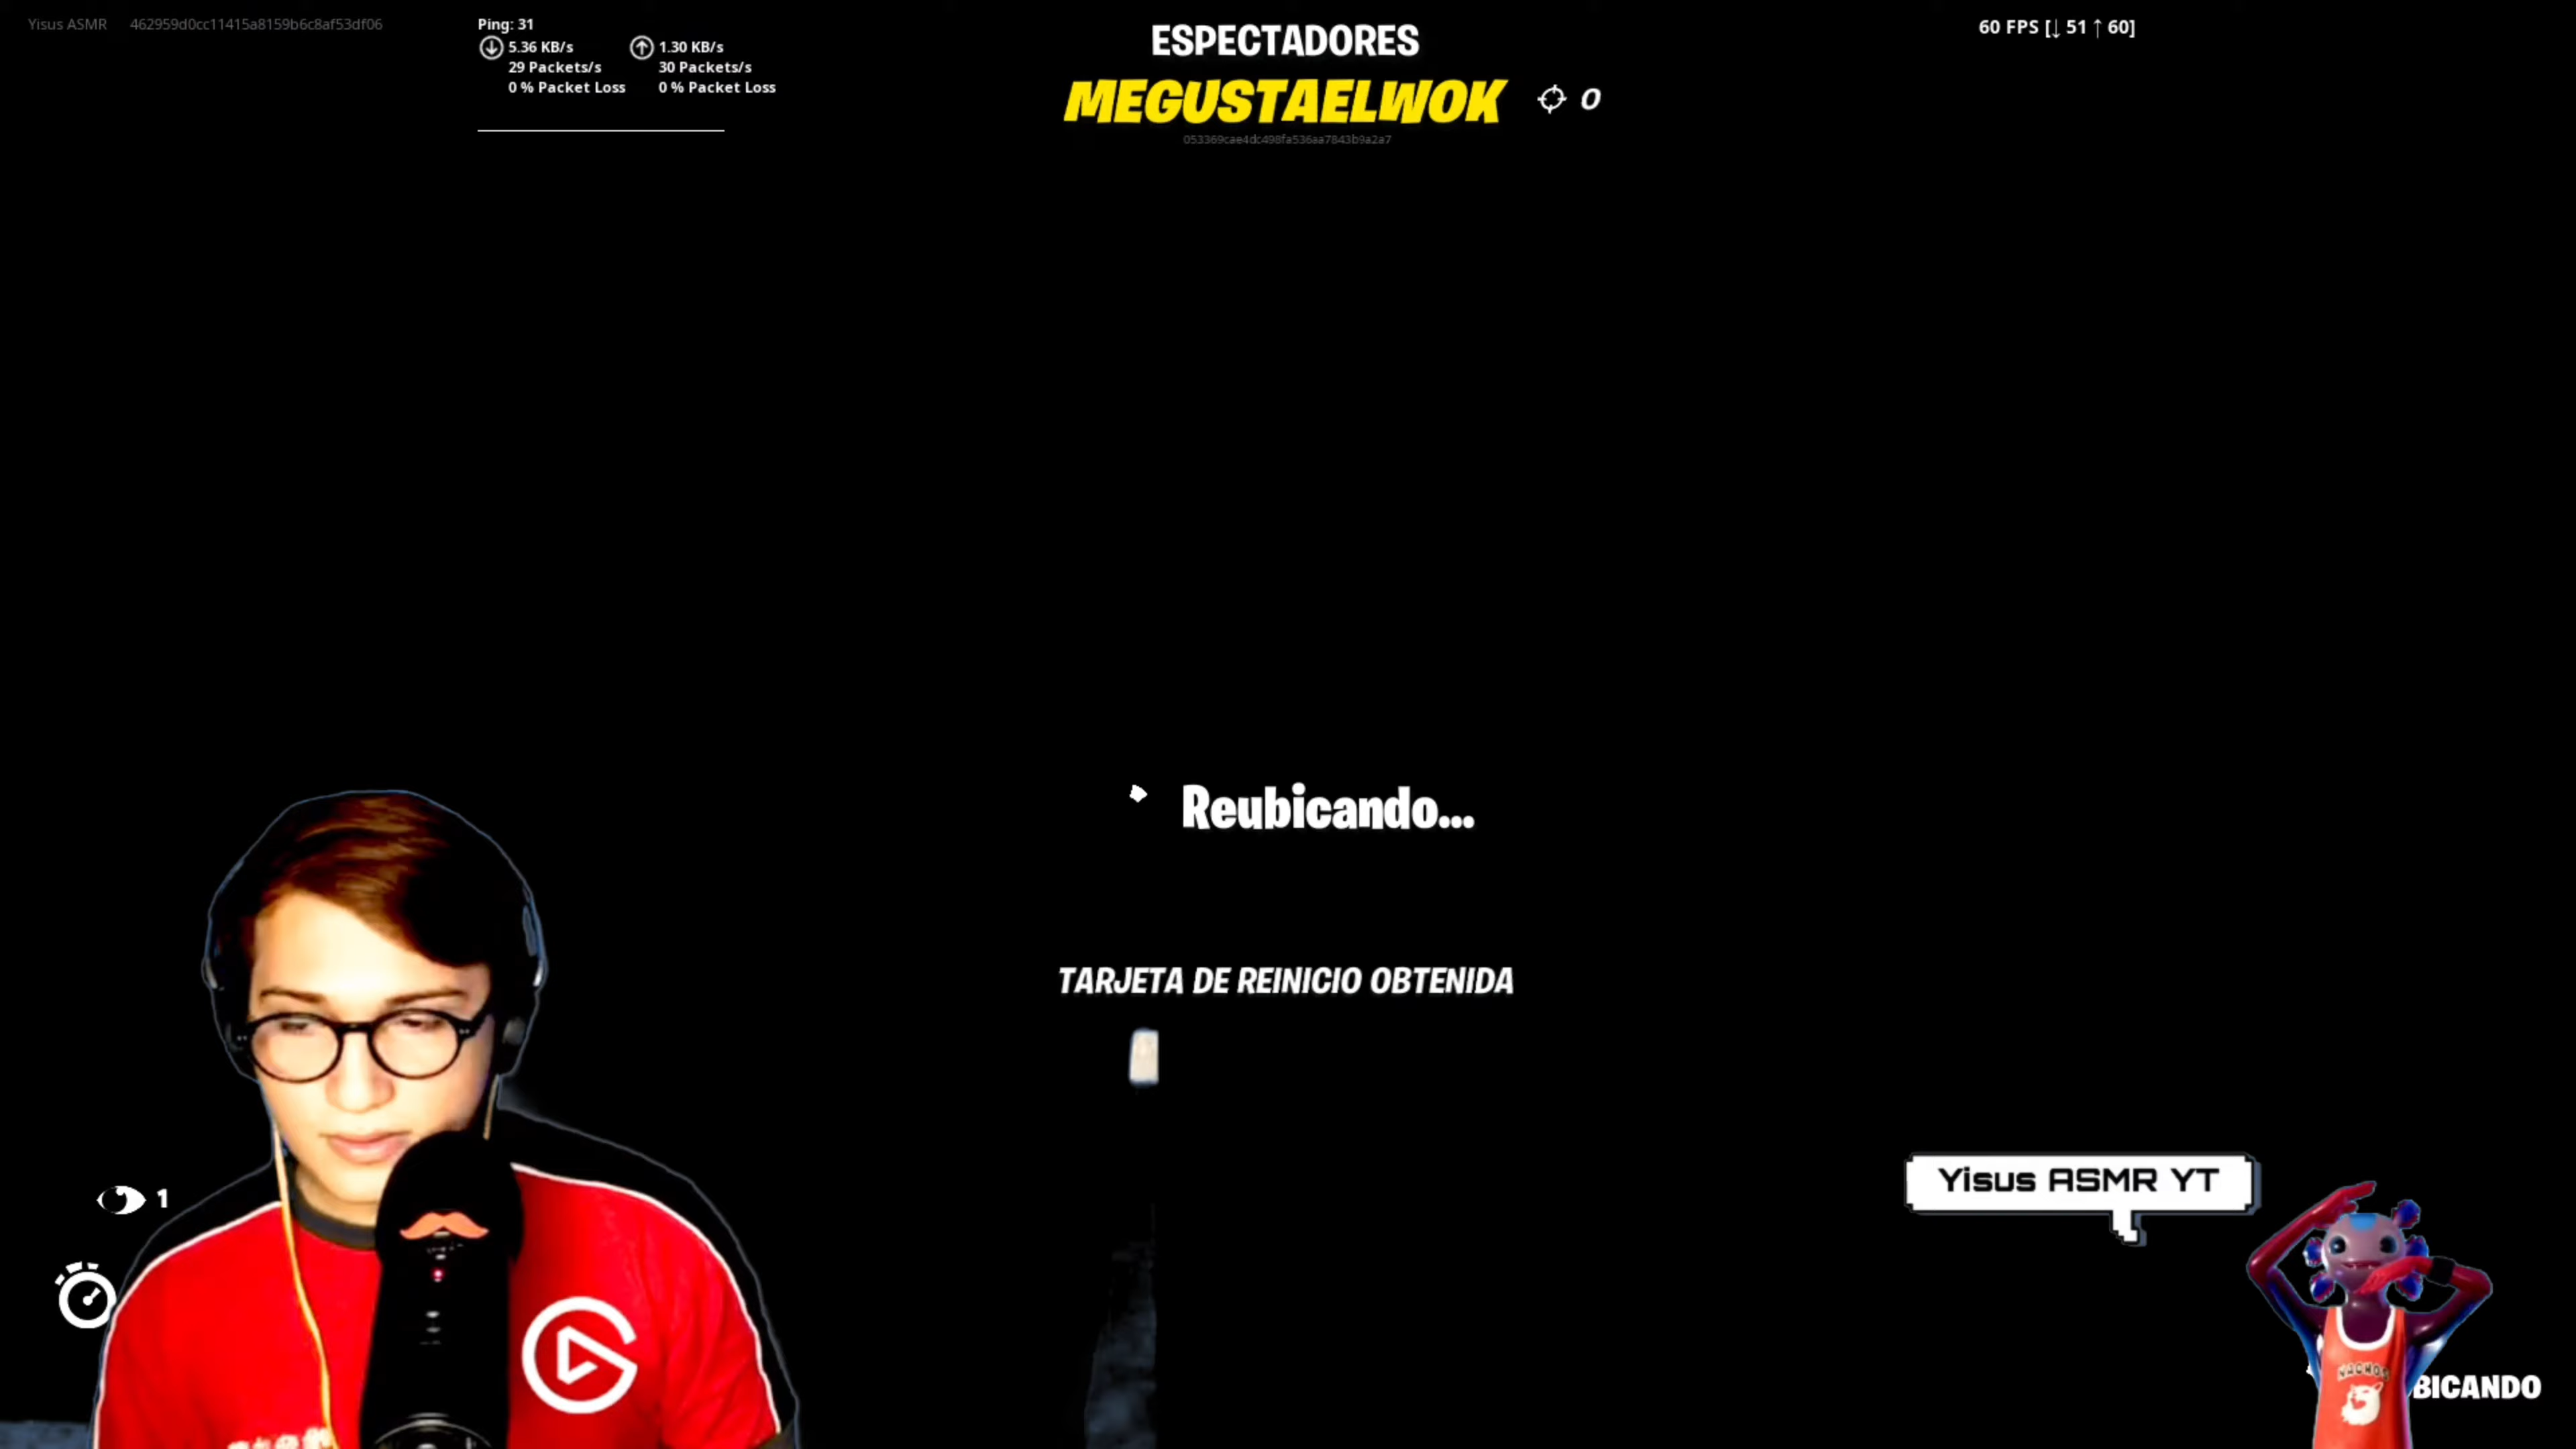 Yisus ASMR 462959d0cc11415a8159b6c8af53df06
Ping: 31
5.36 KB/s 1.30 KB/s
29 Packets/s 30 Packets/s
0 % Packet Loss 0 % Packet Loss
ESPECTADORES
MEGUSTAELWOK 0
053369cae4dc498fa536aa7843b9a2a7
60 FPS [↓ 51 ↑ 60]
Reubicando...
TARJETA DE REINICIO OBTENIDA
1
Yisus ASMR YT
NACHOS
BICANDO